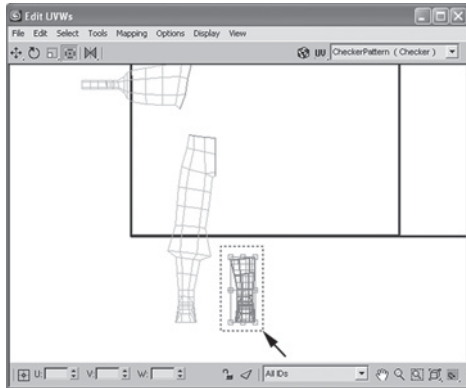 Edit UVWs
File Edit Select Tools Mapping Options Display View
UV CheckerPattern ( Checker )
U: V: W: All IDs